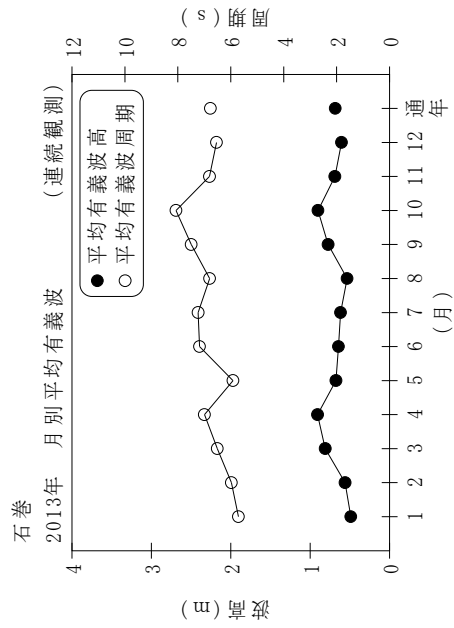 石巻
2013年 月別平均有義波 (連続観測)
● 平均有義波高
○ 平均有義波周期
波高(m)
4
3
2
1
0
周期(s)
12
10
8
6
4
2
0
1 2 3 4 5 6 7 8 9 10 11 12 通年
(月)